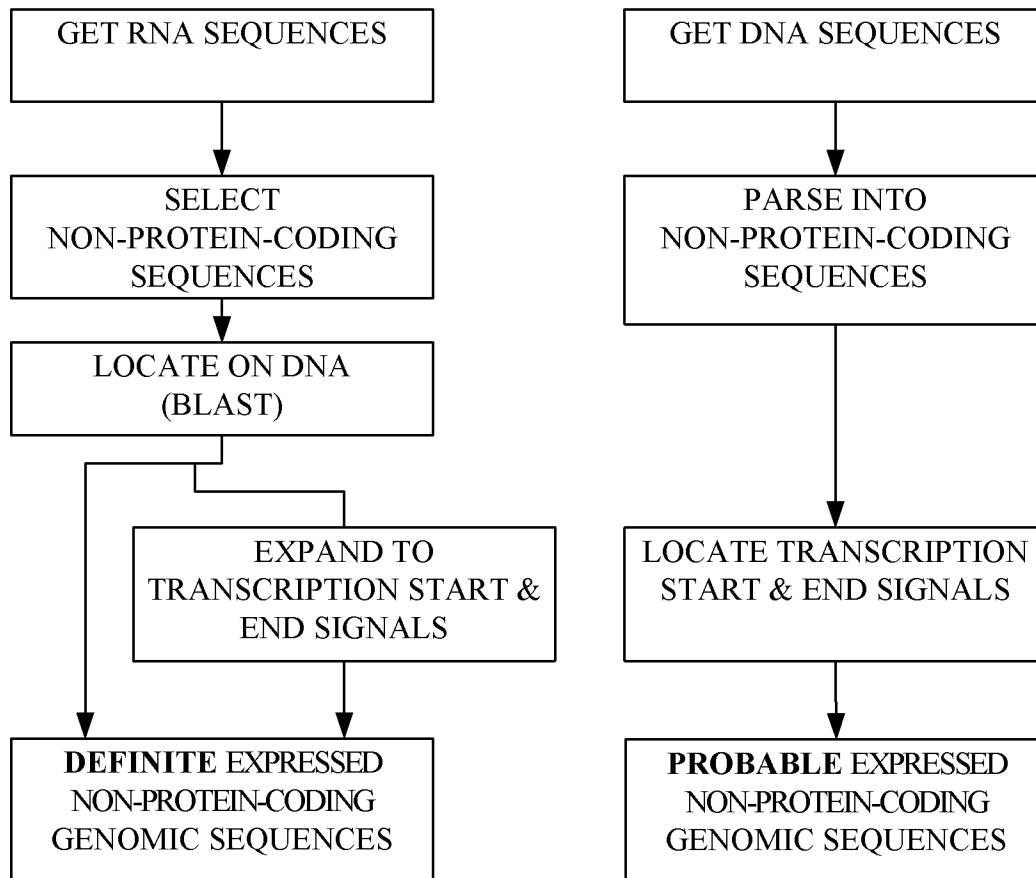 GET RNA SEQUENCES
SELECT
NON-PROTEIN-CODING
SEQUENCES
LOCATE ON DNA
(BLAST)
EXPAND TO
TRANSCRIPTION START &
END SIGNALS
DEFINITE EXPRESSED
NON-PROTEIN-CODING
GENOMIC SEQUENCES
GET DNA SEQUENCES
PARSE INTO
NON-PROTEIN-CODING
SEQUENCES
LOCATE TRANSCRIPTION
START & END SIGNALS
PROBABLE EXPRESSED
NON-PROTEIN-CODING
GENOMIC SEQUENCES